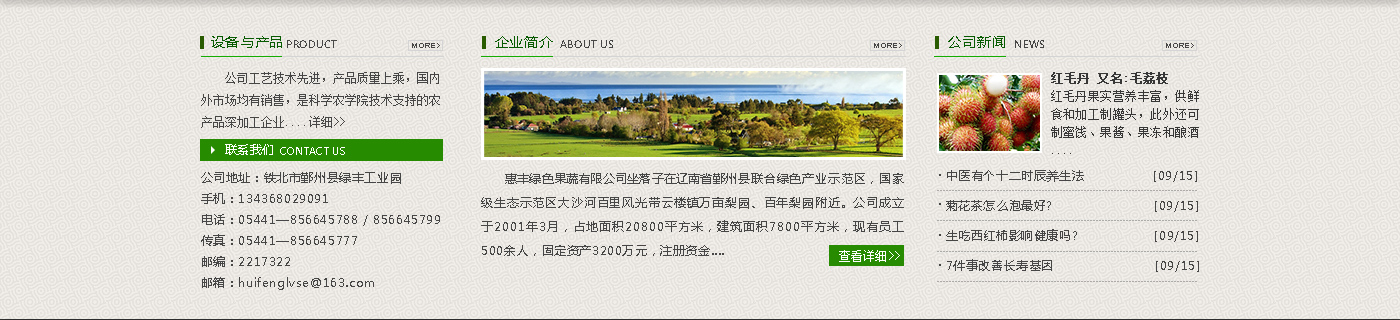 设备与产品 PRODUCT MORE>
公司工艺技术先进，产品质量上乘，国内
外市场均有销售，是科学农学院技术支持的农
产品深加工企业....详细>>
联系我们 CONTACT US
公司地址：铁北市鄞州县绿丰工业园
手机：134368029091
电话：05441—856645788 / 856645799
传真：05441—856645777
邮编：2217322
邮箱：huifenglvse@163.com
企业简介 ABOUT US MORE>
惠丰绿色果蔬有限公司坐落于在辽南省鄞州县联合绿色产业示范区，国家
级生态示范区大沙河百里风光带云楼镇万亩梨园、百年梨园附近。公司成立
于2001年3月，占地面积20800平方米，建筑面积7800平方米，现有员工
500余人，固定资产3200万元，注册资金....
查看详细>>
公司新闻 NEWS MORE>
红毛丹 又名:毛荔枝
红毛丹果实营养丰富，供鲜
食和加工制罐头，此外还可
制蜜饯、果酱、果冻和酿酒
....
· 中医有个十二时辰养生法 [09/15]
· 菊花茶怎么泡最好? [09/15]
· 生吃西红柿影响健康吗? [09/15]
· 7件事改善长寿基因 [09/15]